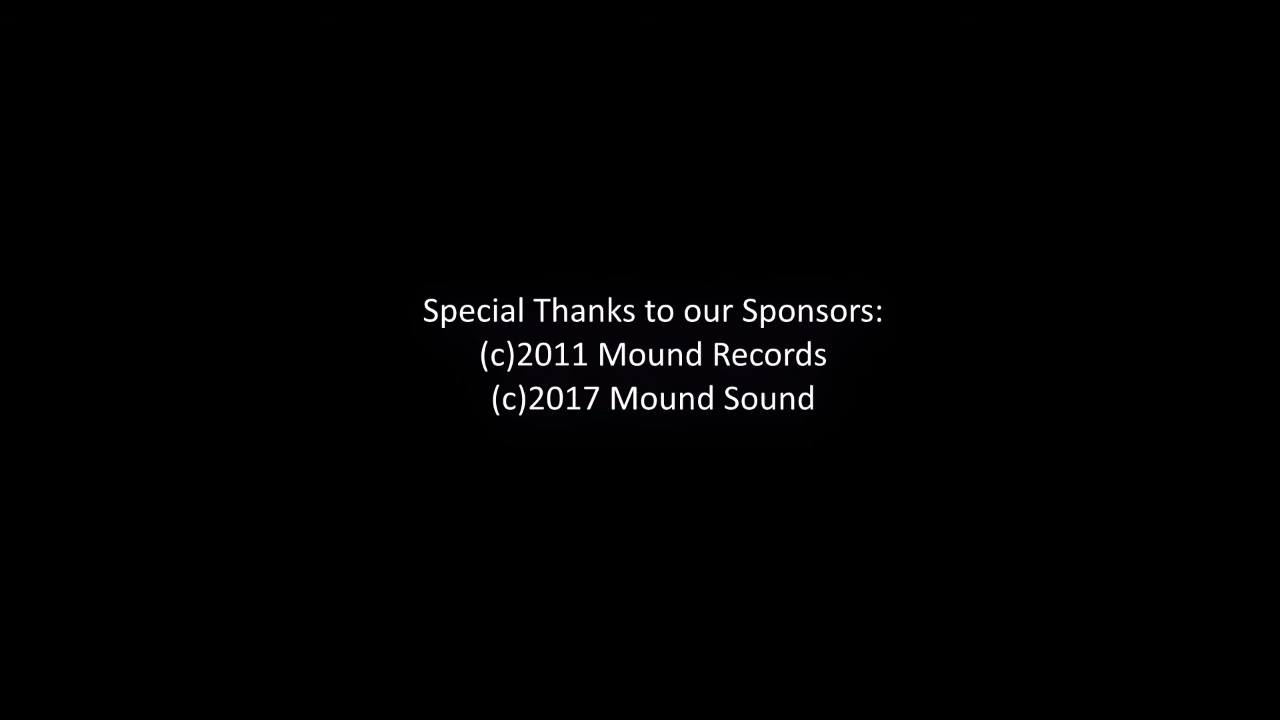 Special Thanks to our Sponsors:
(c)2011 Mound Records
(c)2017 Mound Sound